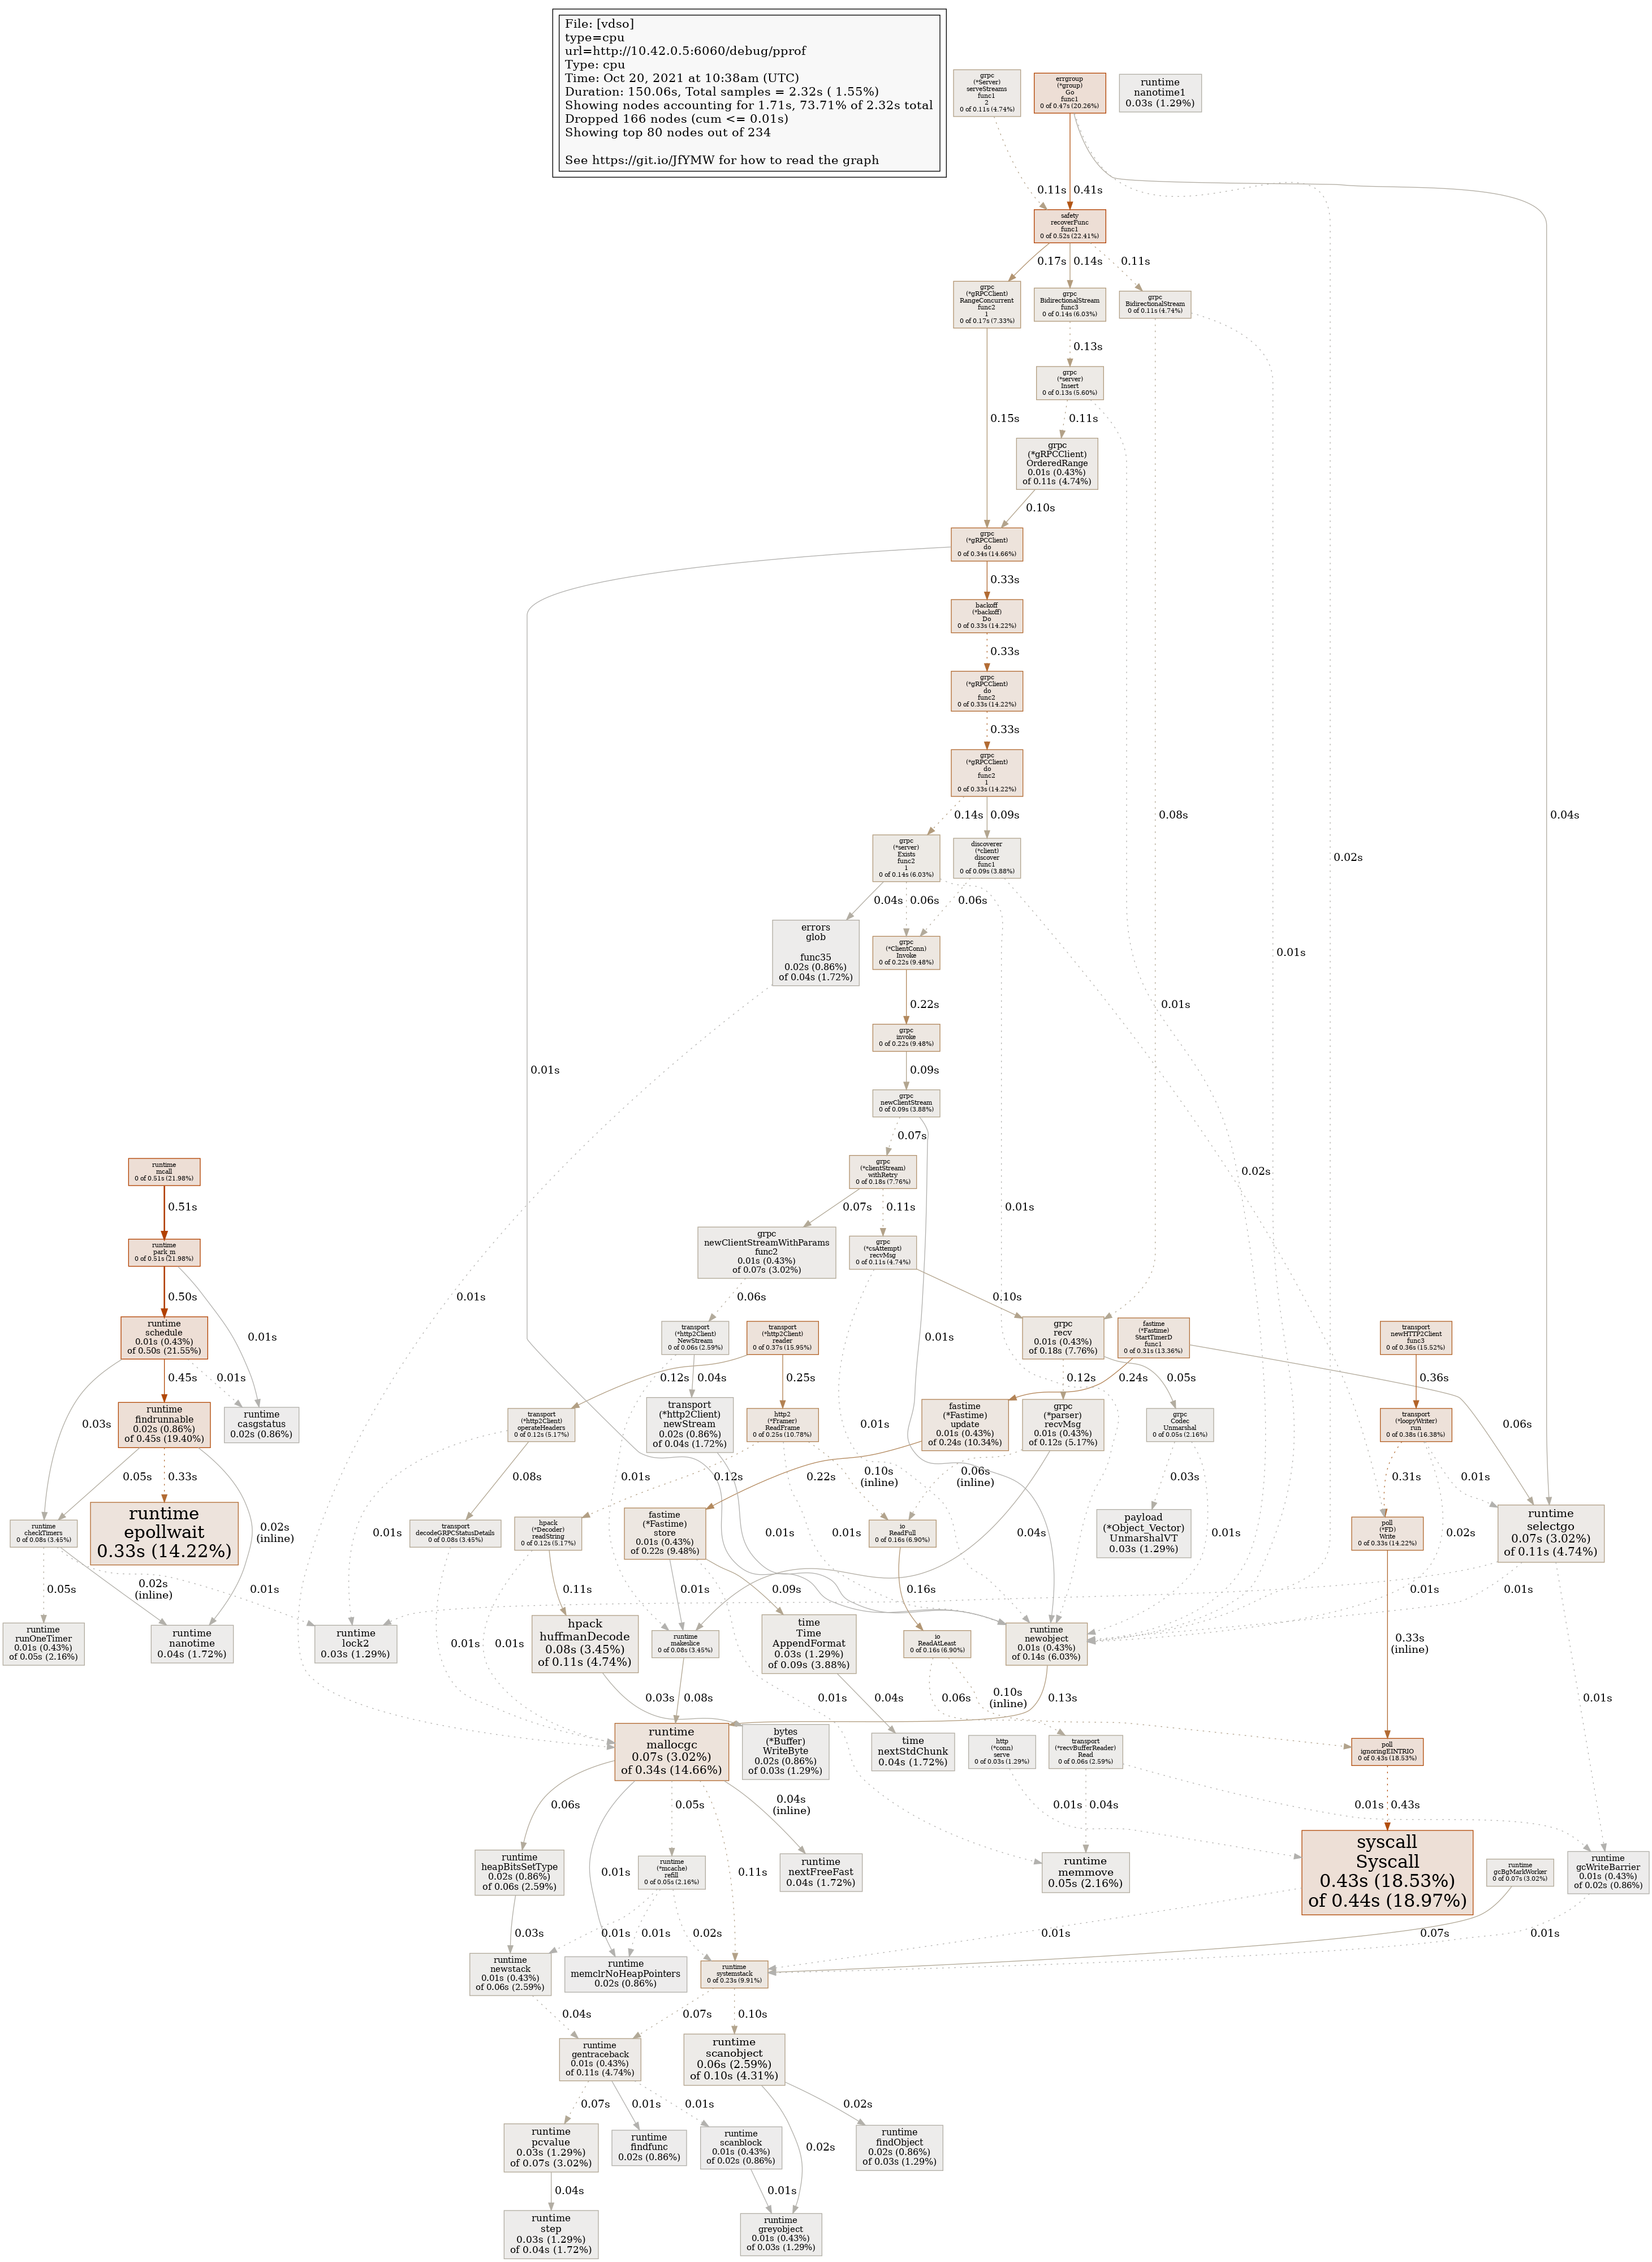 File: [vdso]
type=cpu
url=http://10.42.0.5:6060/debug/pprof
Type: cpu
Time: Oct 20, 2021 at 10:38am (UTC)
Duration: 150.06s, Total samples = 2.32s ( 1.55%)
Showing nodes accounting for 1.71s, 73.71% of 2.32s total
Dropped 166 nodes (cum <= 0.01s)
Showing top 80 nodes out of 234
See https://git.io/JfYMW for how to read the graph
grpc
(*Server)
serveStreams
func1
2
0 of 0.11s (4.74%)
errgroup
(*group)
Go
func1
0 of 0.47s (20.26%)
runtime
nanotime1
0.03s (1.29%)
0.11s
0.41s
safety
recoverFunc
func1
0 of 0.52s (22.41%)
0.17s
0.14s
0.11s
grpc
(*gRPCClient)
RangeConcurrent
func2
1
0 of 0.17s (7.33%)
grpc
BidirectionalStream
func3
0 of 0.14s (6.03%)
grpc
BidirectionalStream
0 of 0.11s (4.74%)
0.13s
grpc
(*server)
Insert
0 of 0.13s (5.60%)
0.15s
0.11s
grpc
(*gRPCClient)
OrderedRange
0.01s (0.43%)
of 0.11s (4.74%)
0.10s
grpc
(*gRPCClient)
do
0 of 0.34s (14.66%)
0.33s
backoff
(*backoff)
Do
0 of 0.33s (14.22%)
0.33s
grpc
(*gRPCClient)
do
func2
0 of 0.33s (14.22%)
0.33s
grpc
(*gRPCClient)
do
func2
1
0 of 0.33s (14.22%)
0.14s
0.09s
0.08s
0.04s
0.02s
grpc
(*server)
Exists
func2
1
0 of 0.14s (6.03%)
discoverer
(*client)
discover
func1
0 of 0.09s (3.88%)
0.04s
0.06s
0.06s
errors
glob
func35
0.02s (0.86%)
of 0.04s (1.72%)
grpc
(*ClientConn)
Invoke
0 of 0.22s (9.48%)
0.01s
0.22s
0.01s
grpc
invoke
0 of 0.22s (9.48%)
0.01s
0.09s
grpc
newClientStream
0 of 0.09s (3.88%)
0.07s
grpc
(*clientStream)
withRetry
0 of 0.18s (7.76%)
0.02s
runtime
mcall
0 of 0.51s (21.98%)
0.51s
0.07s
0.11s
0.01s
runtime
park_m
0 of 0.51s (21.98%)
grpc
newClientStreamWithParams
func2
0.01s (0.43%)
of 0.07s (3.02%)
grpc
(*csAttempt)
recvMsg
0 of 0.11s (4.74%)
0.50s
0.01s
0.06s
0.10s
runtime
schedule
0.01s (0.43%)
of 0.50s (21.55%)
0.01s
transport
(*http2Client)
NewStream
0 of 0.06s (2.59%)
transport
(*http2Client)
reader
0 of 0.37s (15.95%)
0.01s
grpc
recv
0.01s (0.43%)
of 0.18s (7.76%)
fastime
(*Fastime)
StartTimerD
func1
0 of 0.31s (13.36%)
transport
newHTTP2Client
func3
0 of 0.36s (15.52%)
0.03s
0.45s
0.01s
0.12s
0.04s
0.25s
0.12s
0.24s
0.05s
0.06s
0.36s
runtime
findrunnable
0.02s (0.86%)
of 0.45s (19.40%)
runtime
casgstatus
0.02s (0.86%)
transport
(*http2Client)
operateHeaders
0 of 0.12s (5.17%)
transport
(*http2Client)
newStream
0.02s (0.86%)
of 0.04s (1.72%)
http2
(*Framer)
ReadFrame
0 of 0.25s (10.78%)
0.01s
fastime
(*Fastime)
update
0.01s (0.43%)
of 0.24s (10.34%)
grpc
(*parser)
recvMsg
0.01s (0.43%)
of 0.12s (5.17%)
grpc
Codec
Unmarshal
0 of 0.05s (2.16%)
transport
(*loopyWriter)
run
0 of 0.38s (16.38%)
0.05s
0.33s
0.08s
0.01s
0.12s
0.22s
0.10s
(inline)
0.06s
(inline)
0.03s
0.31s
0.01s
runtime
checkTimers
0 of 0.08s (3.45%)
runtime
epollwait
0.33s (14.22%)
0.02s
(inline)
0.01s
transport
decodeGRPCStatusDetails
0 of 0.08s (3.45%)
hpack
(*Decoder)
readString
0 of 0.12s (5.17%)
fastime
(*Fastime)
store
0.01s (0.43%)
of 0.22s (9.48%)
0.01s
0.01s
io
ReadFull
0 of 0.16s (6.90%)
0.04s
payload
(*Object_Vector)
UnmarshalVT
0.03s (1.29%)
0.01s
poll
(*FD)
Write
0 of 0.33s (14.22%)
0.02s
runtime
selectgo
0.07s (3.02%)
of 0.11s (4.74%)
0.05s
0.02s
(inline)
0.01s
0.11s
0.01s
0.09s
0.16s
0.01s
0.01s
runtime
runOneTimer
0.01s (0.43%)
of 0.05s (2.16%)
runtime
nanotime
0.04s (1.72%)
runtime
lock2
0.03s (1.29%)
0.01s
0.01s
hpack
huffmanDecode
0.08s (3.45%)
of 0.11s (4.74%)
runtime
makeslice
0 of 0.08s (3.45%)
time
Time
AppendFormat
0.03s (1.29%)
of 0.09s (3.88%)
io
ReadAtLeast
0 of 0.16s (6.90%)
runtime
newobject
0.01s (0.43%)
of 0.14s (6.03%)
0.33s
(inline)
0.03s
0.08s
0.01s
0.04s
0.06s
0.10s
(inline)
0.13s
0.01s
runtime
mallocgc
0.07s (3.02%)
of 0.34s (14.66%)
bytes
(*Buffer)
WriteByte
0.02s (0.86%)
of 0.03s (1.29%)
time
nextStdChunk
0.04s (1.72%)
http
(*conn)
serve
0 of 0.03s (1.29%)
transport
(*recvBufferReader)
Read
0 of 0.06s (2.59%)
poll
ignoringEINTRIO
0 of 0.43s (18.53%)
0.06s
0.01s
0.05s
0.11s
0.04s
(inline)
0.01s
0.04s
0.01s
0.43s
runtime
heapBitsSetType
0.02s (0.86%)
of 0.06s (2.59%)
runtime
(*mcache)
refill
0 of 0.05s (2.16%)
runtime
nextFreeFast
0.04s (1.72%)
runtime
memmove
0.05s (2.16%)
syscall
Syscall
0.43s (18.53%)
of 0.44s (18.97%)
runtime
gcBgMarkWorker
0 of 0.07s (3.02%)
runtime
gcWriteBarrier
0.01s (0.43%)
of 0.02s (0.86%)
0.03s
0.01s
0.01s
0.02s
0.01s
0.07s
0.01s
runtime
newstack
0.01s (0.43%)
of 0.06s (2.59%)
runtime
memclrNoHeapPointers
0.02s (0.86%)
runtime
systemstack
0 of 0.23s (9.91%)
0.04s
0.07s
0.10s
runtime
gentraceback
0.01s (0.43%)
of 0.11s (4.74%)
runtime
scanobject
0.06s (2.59%)
of 0.10s (4.31%)
0.07s
0.01s
0.01s
0.02s
0.02s
runtime
pcvalue
0.03s (1.29%)
of 0.07s (3.02%)
runtime
findfunc
0.02s (0.86%)
runtime
scanblock
0.01s (0.43%)
of 0.02s (0.86%)
runtime
findObject
0.02s (0.86%)
of 0.03s (1.29%)
0.04s
0.01s
runtime
step
0.03s (1.29%)
of 0.04s (1.72%)
runtime
greyobject
0.01s (0.43%)
of 0.03s (1.29%)